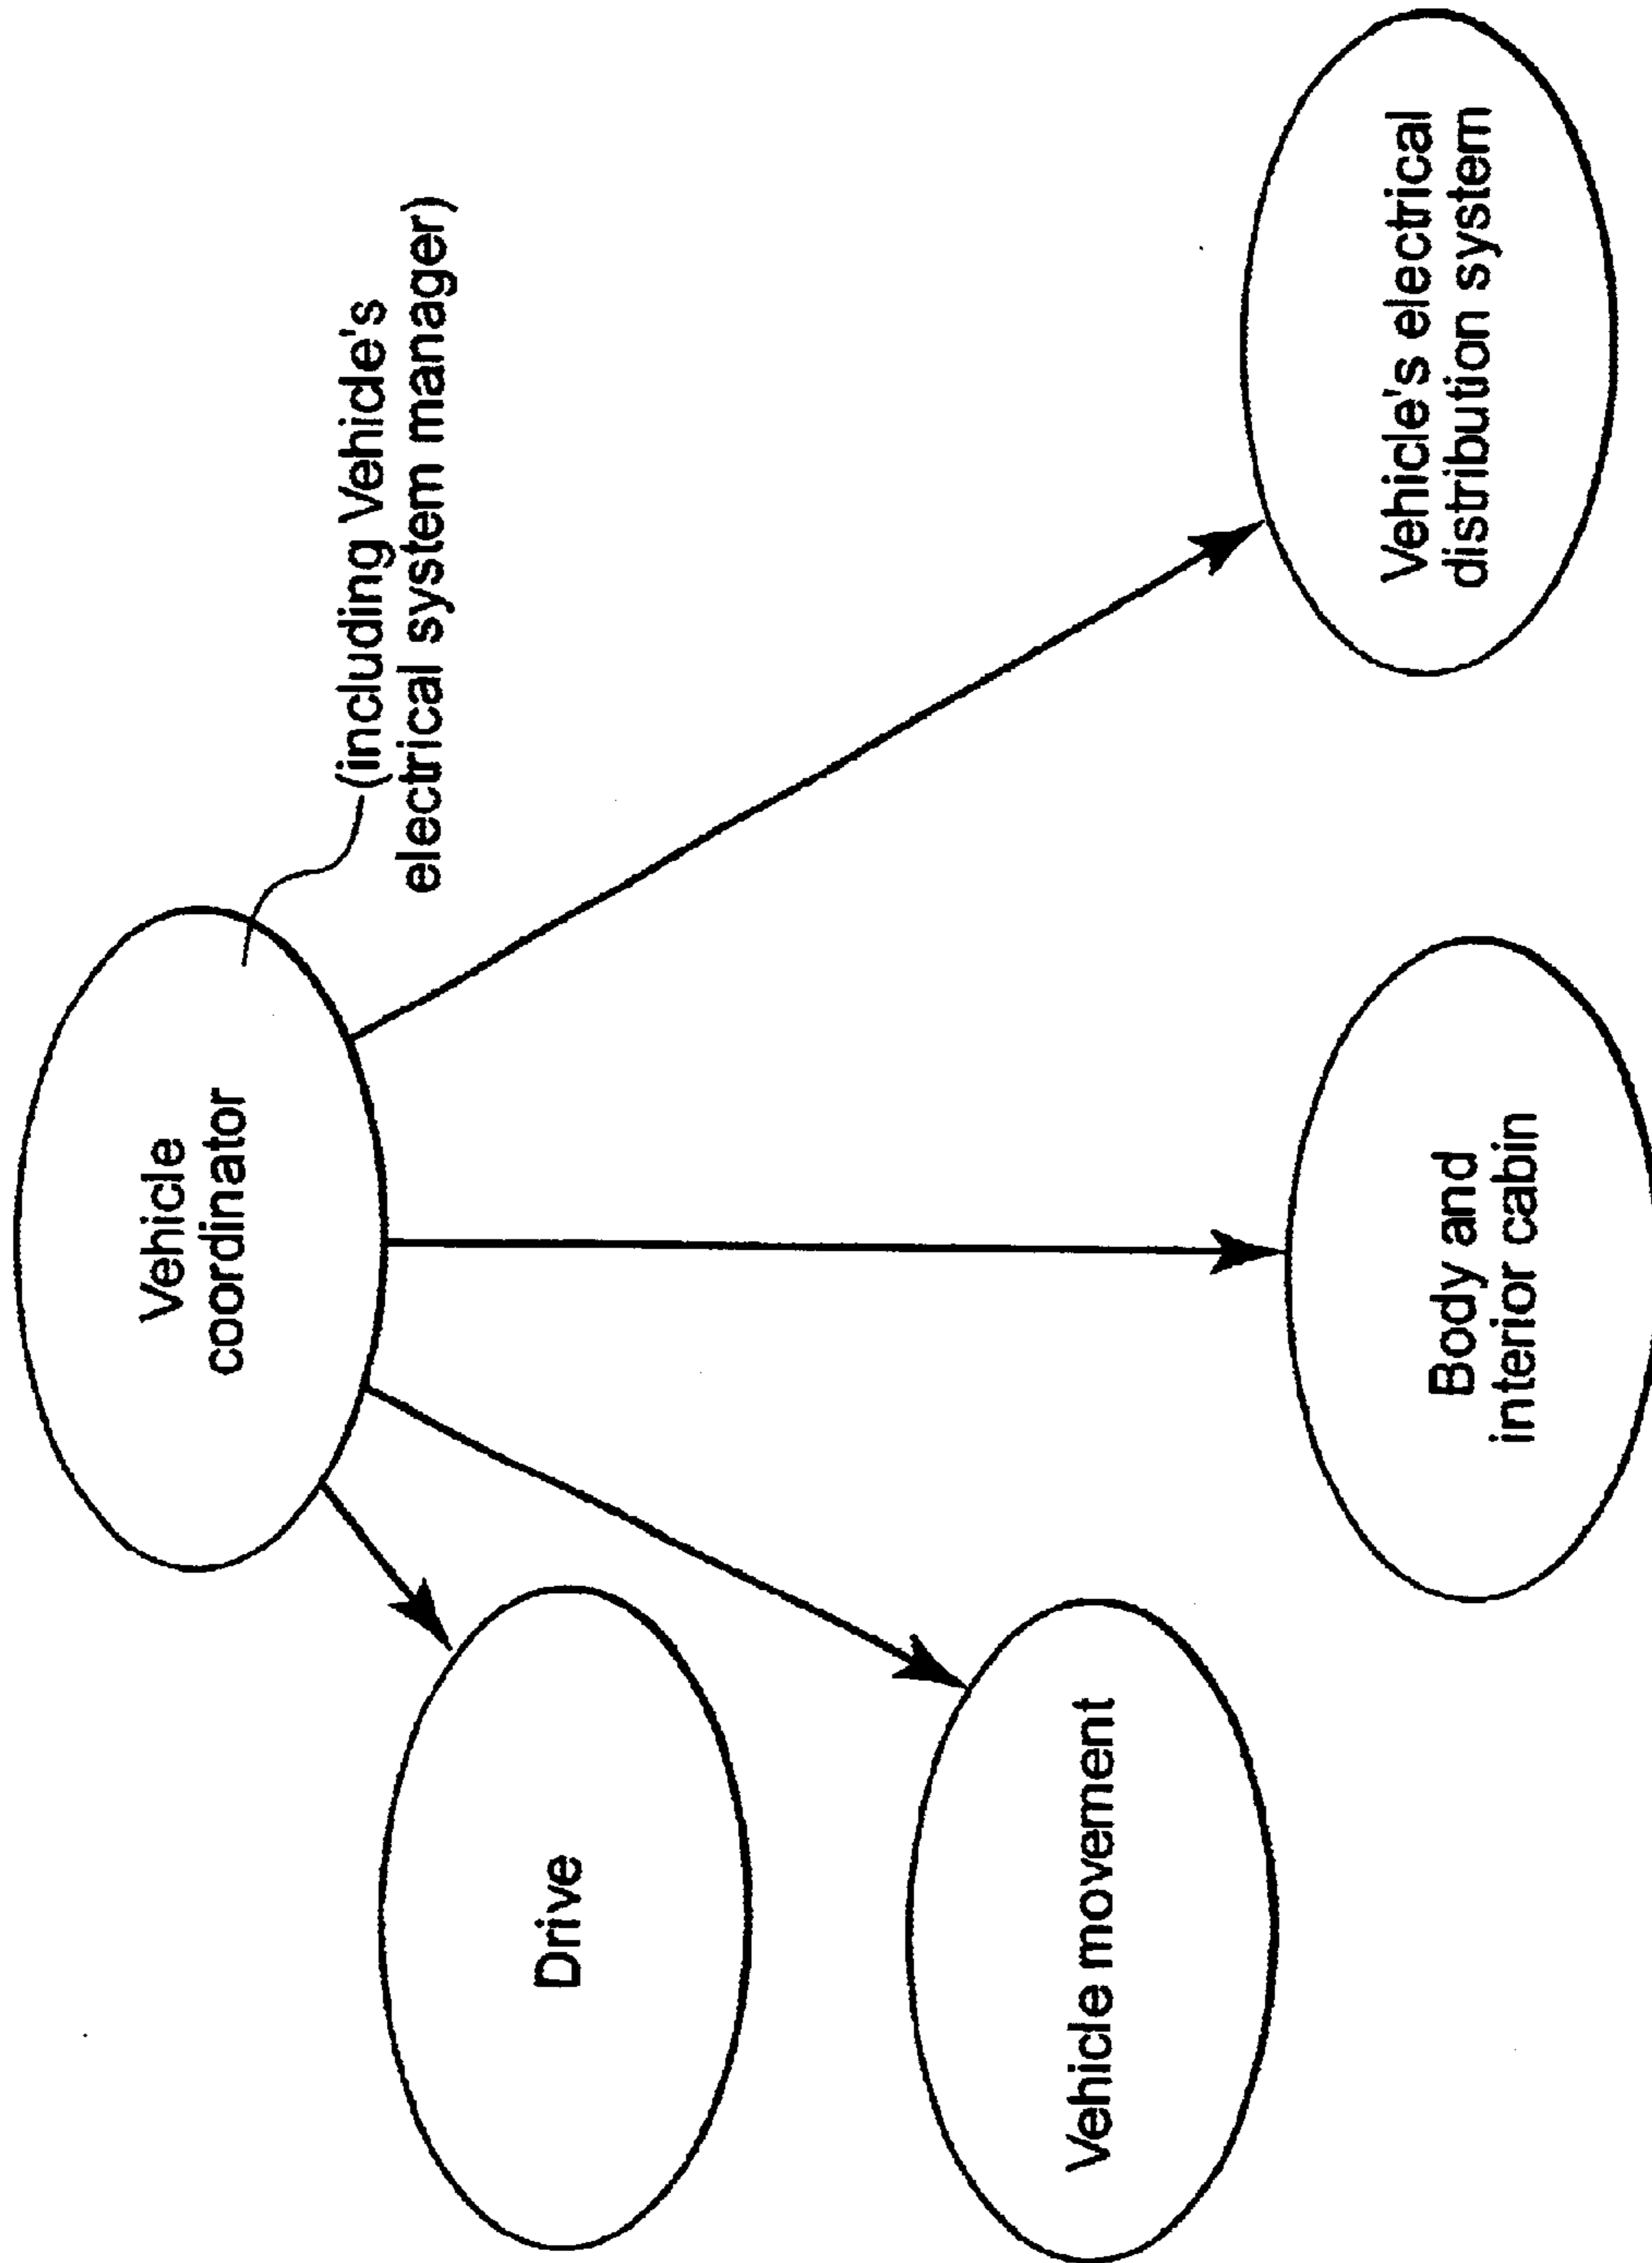 Vehicle
coordinator
(including Vehicle's
electrical system manager)
Drive
Vehicle movement
Body and
interior cabin
Vehicle's electrical
distribution system